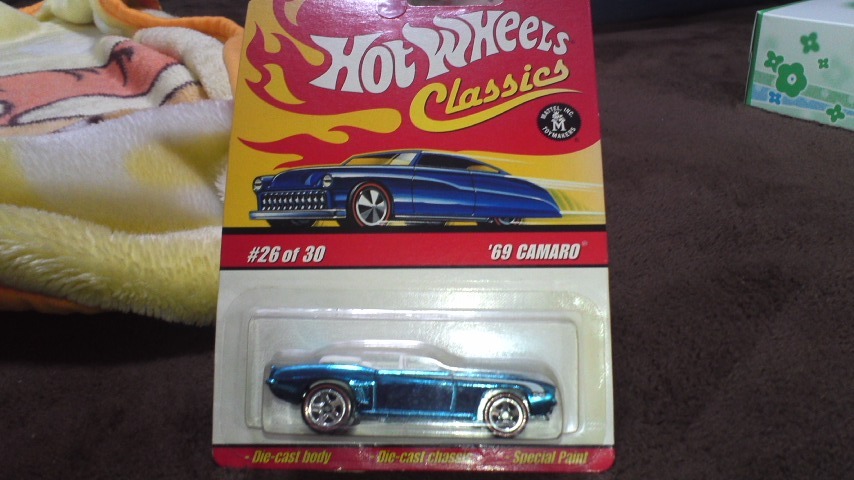 HOT WHEELS
Classics
MATTEL, INC.
M
TOYMAKERS
#26 of 30 '69 CAMARO
- Die-cast body - Die-cast chassis - Special Paint